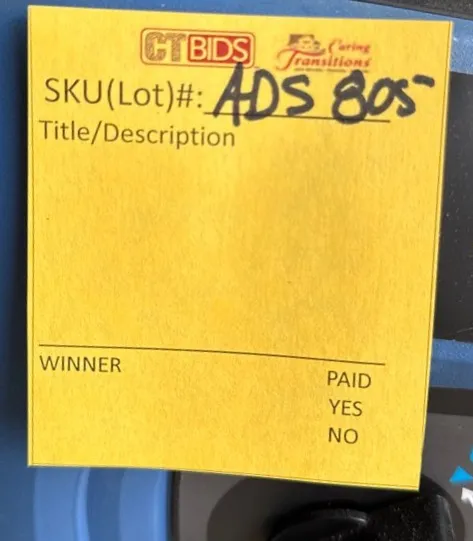 CTBIDS Caring Transitions
SKU(Lot)#: ADS 805
Title/Description
WINNER
PAID
YES
NO